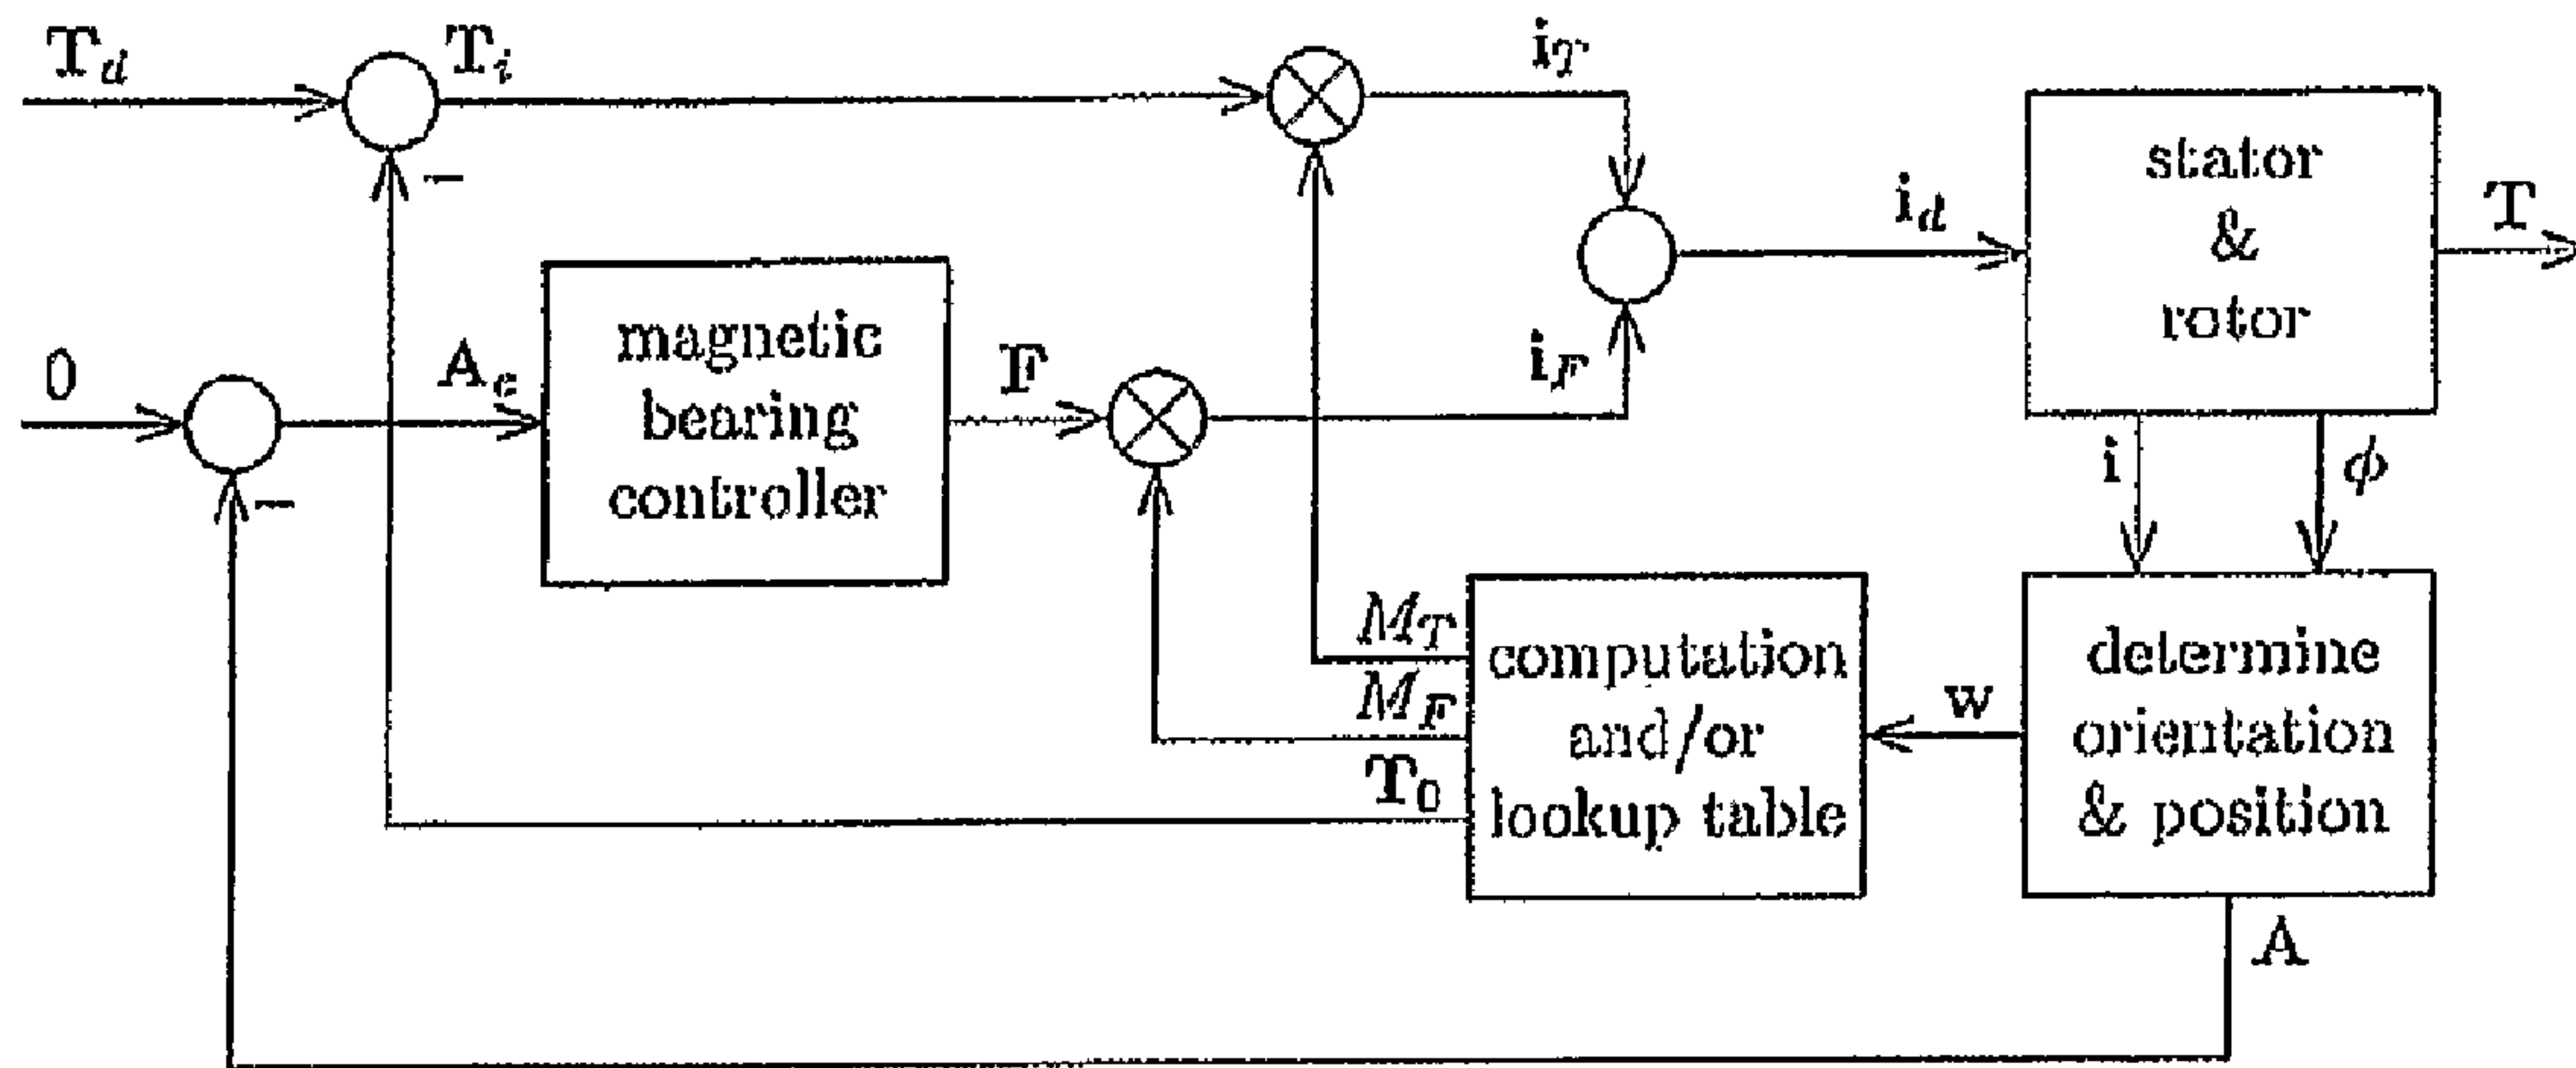 T_d
T_i
i_T
−
stator
&
rotor
i_d
T
0
A_e
magnetic
bearing
controller
F
i_F
−
i
ϕ
M_T
M_F
T_0
computation
and/or
lookup table
w
determine
orientation
& position
A